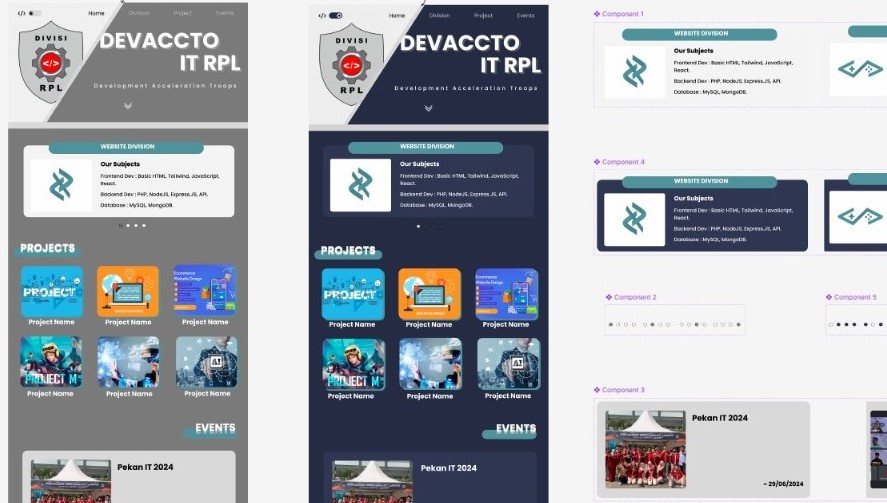 </> Home Division Project Events
DIVISI
</>
RPL
DEVACCTO
IT RPL
Development Acceleration Troops
WEBSITE DIVISION
Our Subjects
Frontend Dev : Basic HTML, Tailwind, JavaScript,
React.
Backend Dev : PHP, NodeJS, Express.JS, API.
Database : MySQL, MongoDB.
PROJECTS
PROJECT
Ecommerce
Website Design
Project Name Project Name Project Name
PROJECT M
AI
Project Name Project Name Project Name
EVENTS
Pekan IT 2024
</> Home Division Project Events
DIVISI
</>
RPL
DEVACCTO
IT RPL
Development Acceleration Troops
WEBSITE DIVISION
Our Subjects
Frontend Dev : Basic HTML, Tailwind, JavaScript,
React.
Backend Dev : PHP, NodeJS, Express.JS, API.
Database : MySQL, MongoDB.
PROJECTS
PROJECT
Ecommerce
Website Design
Project Name Project Name Project Name
PROJECT M
AI
Project Name Project Name Project Name
EVENTS
Pekan IT 2024
Component 1
WEBSITE DIVISION
Our Subjects
Frontend Dev : Basic HTML, Tailwind, JavaScript,
React.
Backend Dev : PHP, NodeJS, Express.JS, API.
Database : MySQL, MongoDB.
Component 4
WEBSITE DIVISION
Our Subjects
Frontend Dev : Basic HTML, Tailwind, JavaScript,
React.
Backend Dev : PHP, NodeJS, Express.JS, API.
Database : MySQL, MongoDB.
Component 2 Component 5
Component 3
Pekan IT 2024
- 29/06/2024